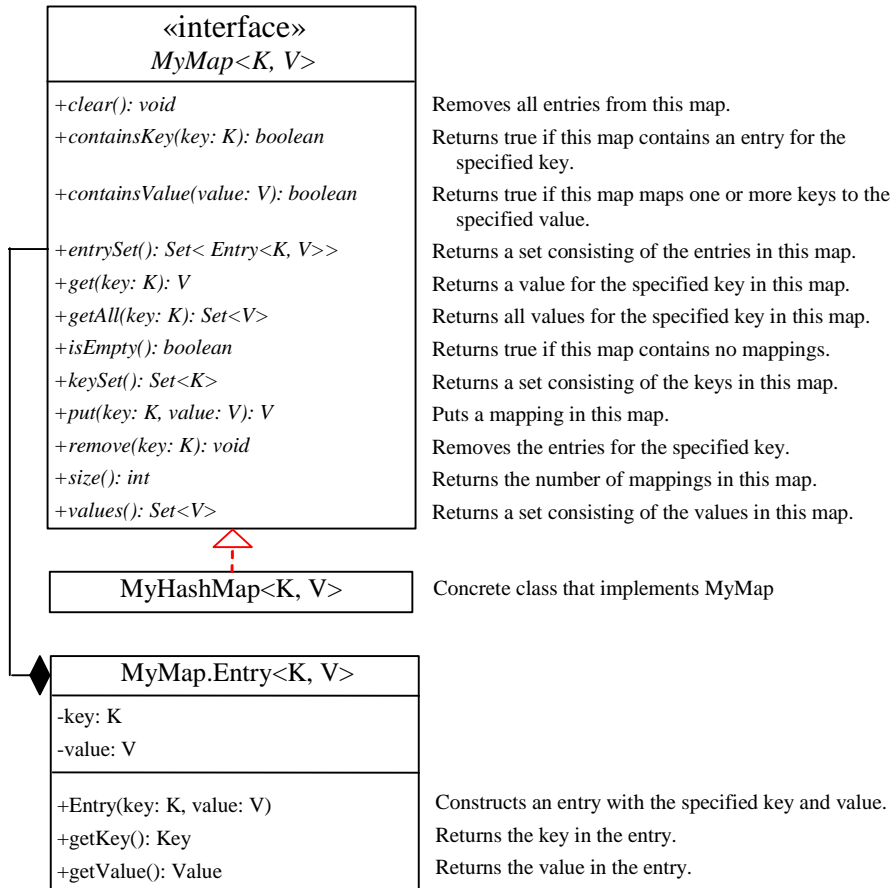 «interface»
MyMap<K, V>
+clear(): void
Removes all entries from this map.
+containsKey(key: K): boolean
Returns true if this map contains an entry for the
specified key.
+containsValue(value: V): boolean
Returns true if this map maps one or more keys to the
specified value.
+entrySet(): Set< Entry<K, V>>
Returns a set consisting of the entries in this map.
+get(key: K): V
Returns a value for the specified key in this map.
+getAll(key: K): Set<V>
Returns all values for the specified key in this map.
+isEmpty(): boolean
Returns true if this map contains no mappings.
+keySet(): Set<K>
Returns a set consisting of the keys in this map.
+put(key: K, value: V): V
Puts a mapping in this map.
+remove(key: K): void
Removes the entries for the specified key.
+size(): int
Returns the number of mappings in this map.
+values(): Set<V>
Returns a set consisting of the values in this map.
MyHashMap<K, V>
Concrete class that implements MyMap
MyMap.Entry<K, V>
-key: K
-value: V
+Entry(key: K, value: V)
Constructs an entry with the specified key and value.
+getKey(): Key
Returns the key in the entry.
+getValue(): Value
Returns the value in the entry.